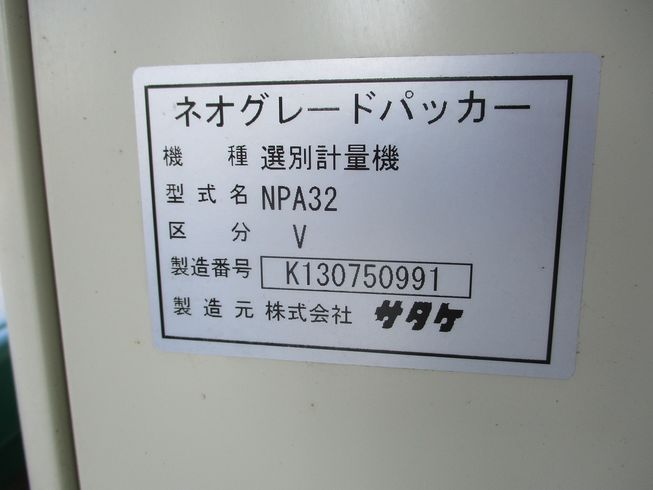 ネオグレードパッカー
機種 選別計量機
型式名 NPA32
区分 V
製造番号 K130750991
製造元 株式会社 サタケ